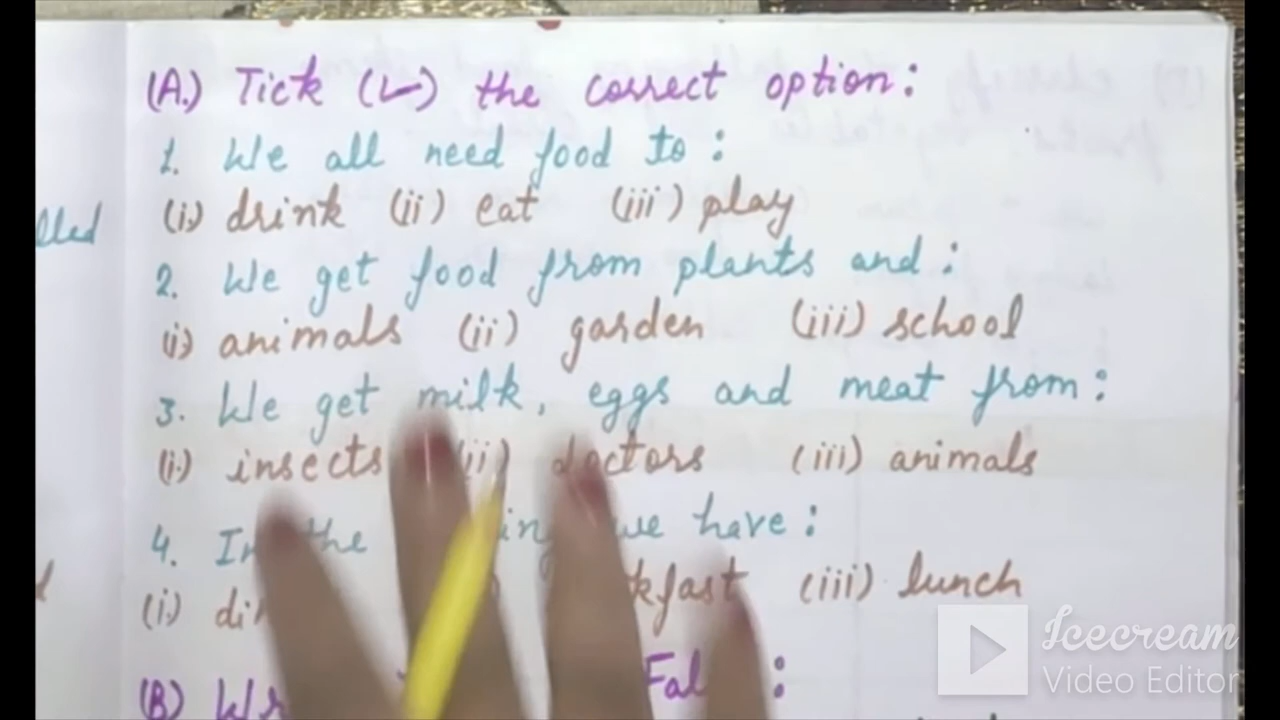 (A.) Tick (✓) the correct option:
1. We all need food to:
(i) drink (ii) eat (iii) play
2. We get food from plants and:
(i) animals (ii) garden (iii) school
3. We get milk, eggs and meat from:
(i) insects (ii) doctors (iii) animals
4. In the we have:
(i) (iii) lunch
(B)
Icecream
Video Editor